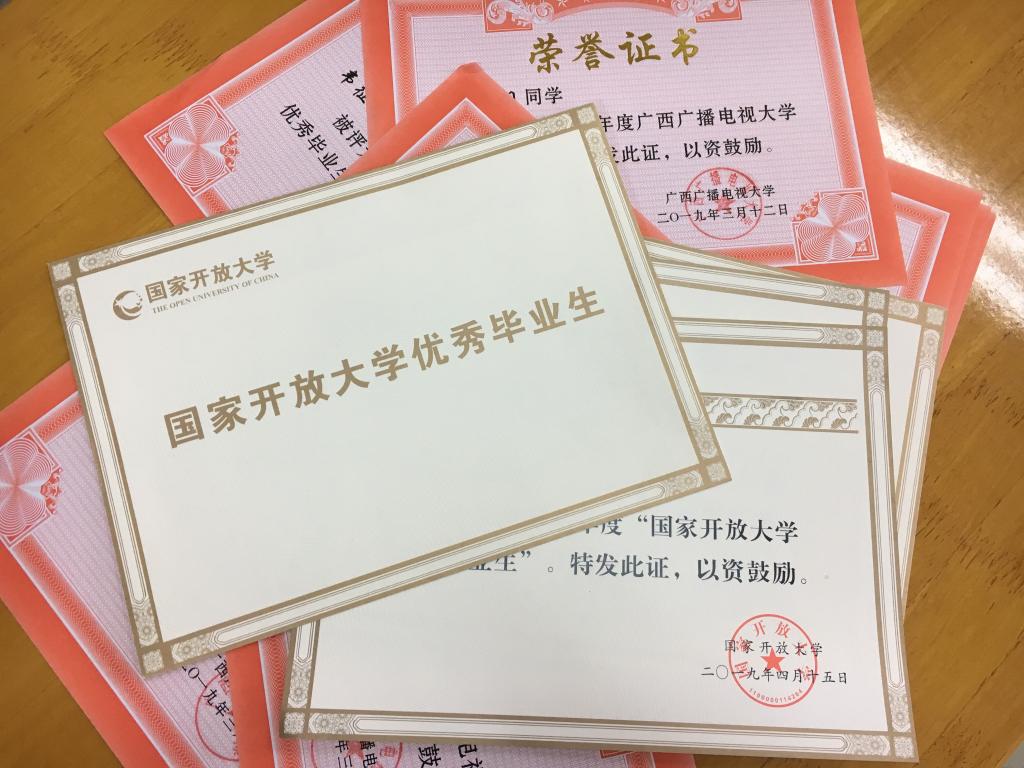 荣誉证书
同学
年度广西广播电视大学
发此证，以资鼓励。
广西广播电视大学
二〇一九年三月十二日
被评
优秀毕业生
国家开放大学
THE OPEN UNIVERSITY OF CHINA
国家开放大学优秀毕业生
年度“国家开放大学
业生”。特发此证，以资鼓励。
国家开放大学
二〇一九年四月十五日